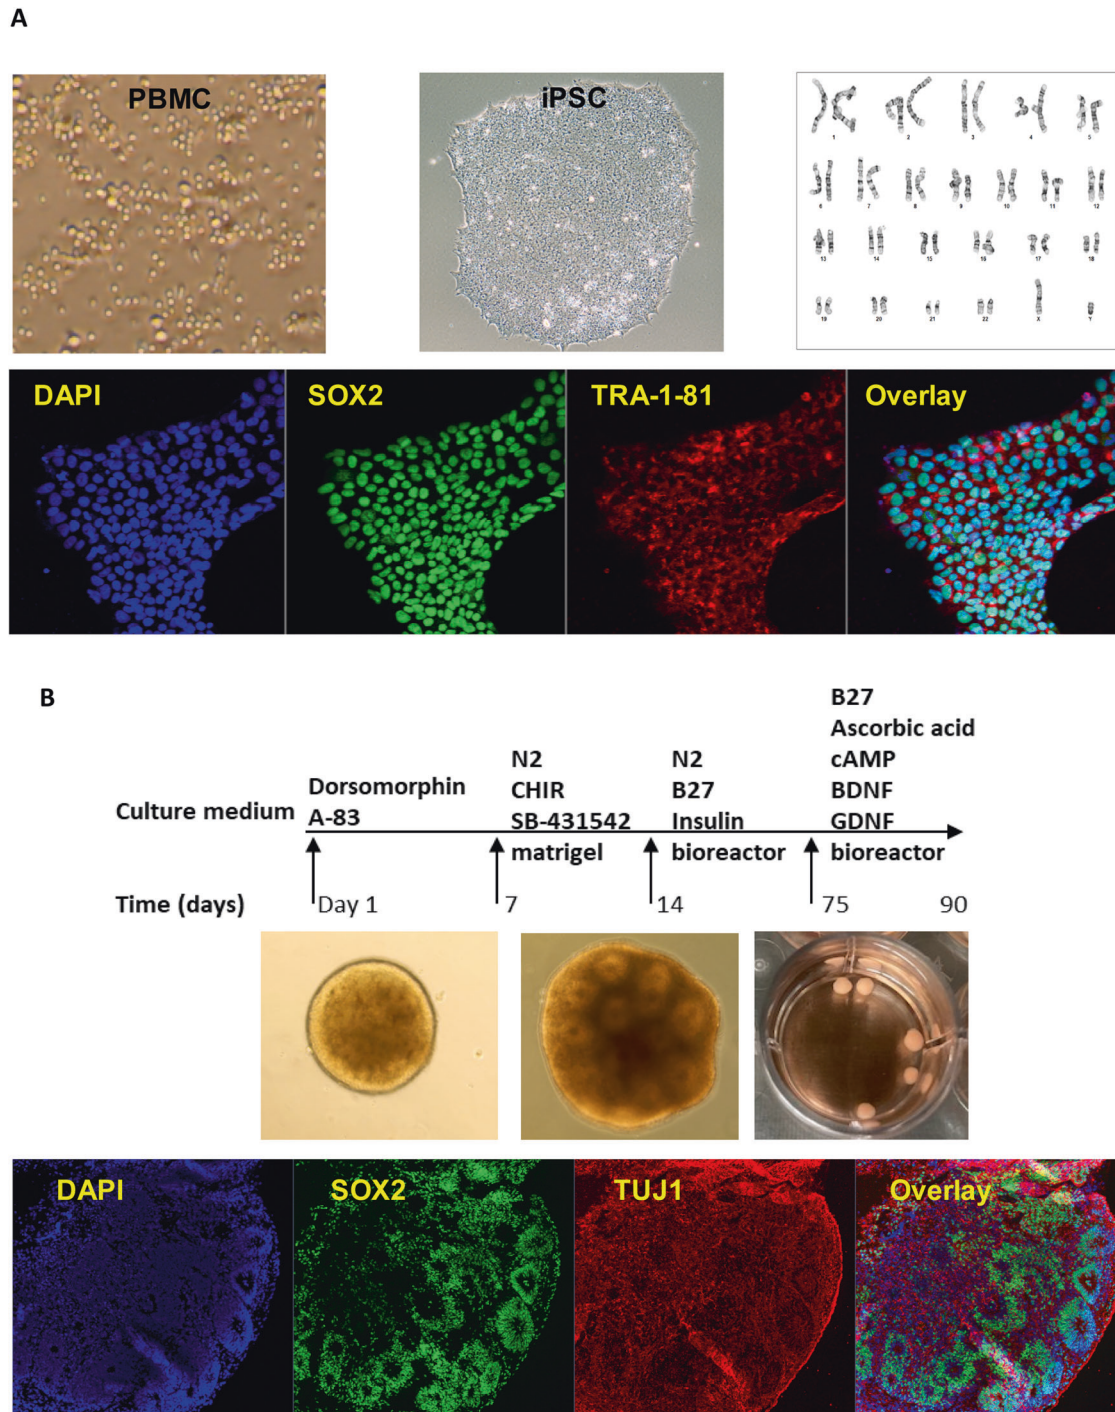 A
PBMC
iPSC
1 2 3 4 5
6 7 8 9 10 11 12
13 14 15 16 17 18
19 20 21 22 X Y
DAPI
SOX2
TRA-1-81
Overlay
B
Culture medium
Dorsomorphin
A-83
N2
CHIR
SB-431542
matrigel
N2
B27
Insulin
bioreactor
B27
Ascorbic acid
cAMP
BDNF
GDNF
bioreactor
Time (days)
Day 1
7
14
75
90
DAPI
SOX2
TUJ1
Overlay